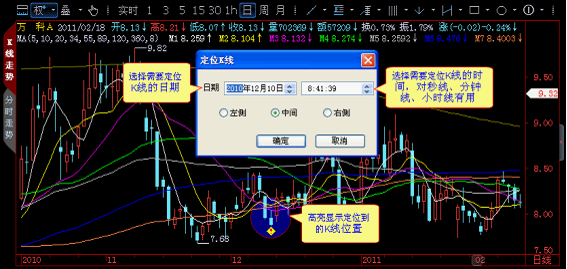 权 实时 1 3 5 15 30 1h 日 周 月
万 科A 2011/02/18 开8.13↓ 高8.21↓ 低8.07↑ 收8.13↓ 量702369↓ 额57209↓ 换0.73% 振1.79% 涨(-0.02)-0.24%↓
MA(5,10,20,34,55,89,120,360,8) M1 8.259↑ M2 8.104↑ M3 8.132↓ M4 8.274↓ M5 8.2592↓ M7 8.4003↓
K线走势
分时走势
9.82
定位K线
选择需要定位
K线的日期
日期 2010年12月10日 8:41:39
左侧 中间 右侧
确定 取消
选择需要定位K线的时
间，对秒线、分钟
线、小时线有用
高亮显示定位到
的K线位置
7.68
9.50
9.32
9.00
8.50
8.00
7.50
2010 11 12 2011 02 日线